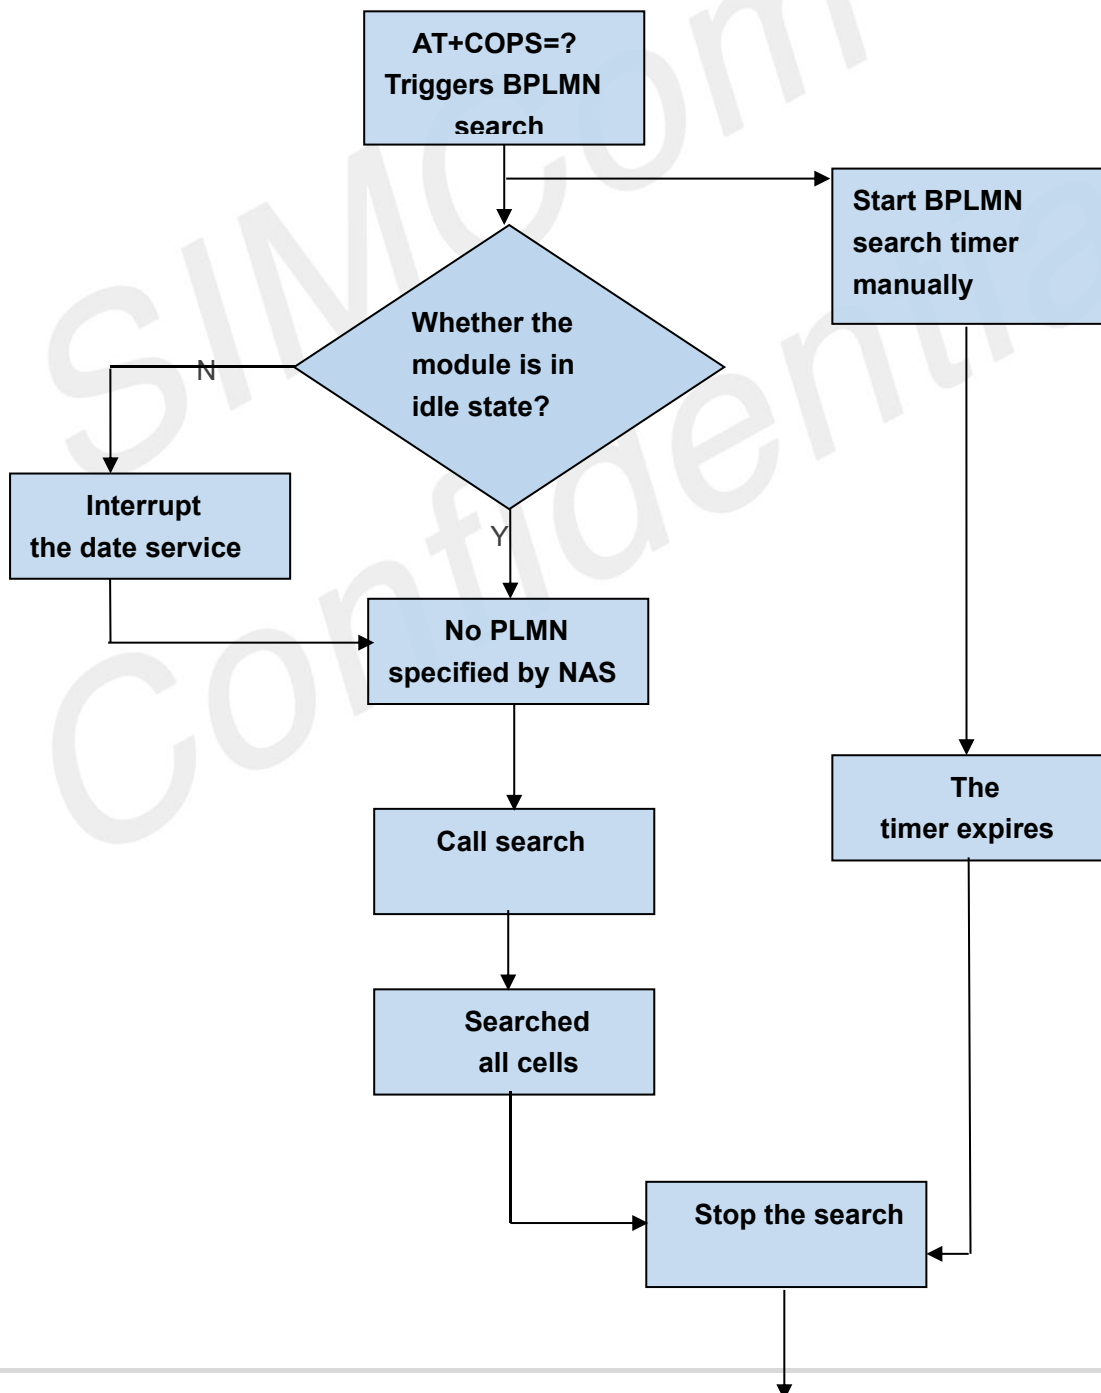 AT+COPS=?
Triggers BPLMN
search
Start BPLMN
search timer
manually
Whether the
module is in
idle state?
N
Interrupt
the date service
Y
No PLMN
specified by NAS
The
timer expires
Call search
Searched
all cells
Stop the search
SIMCom
Confidentia